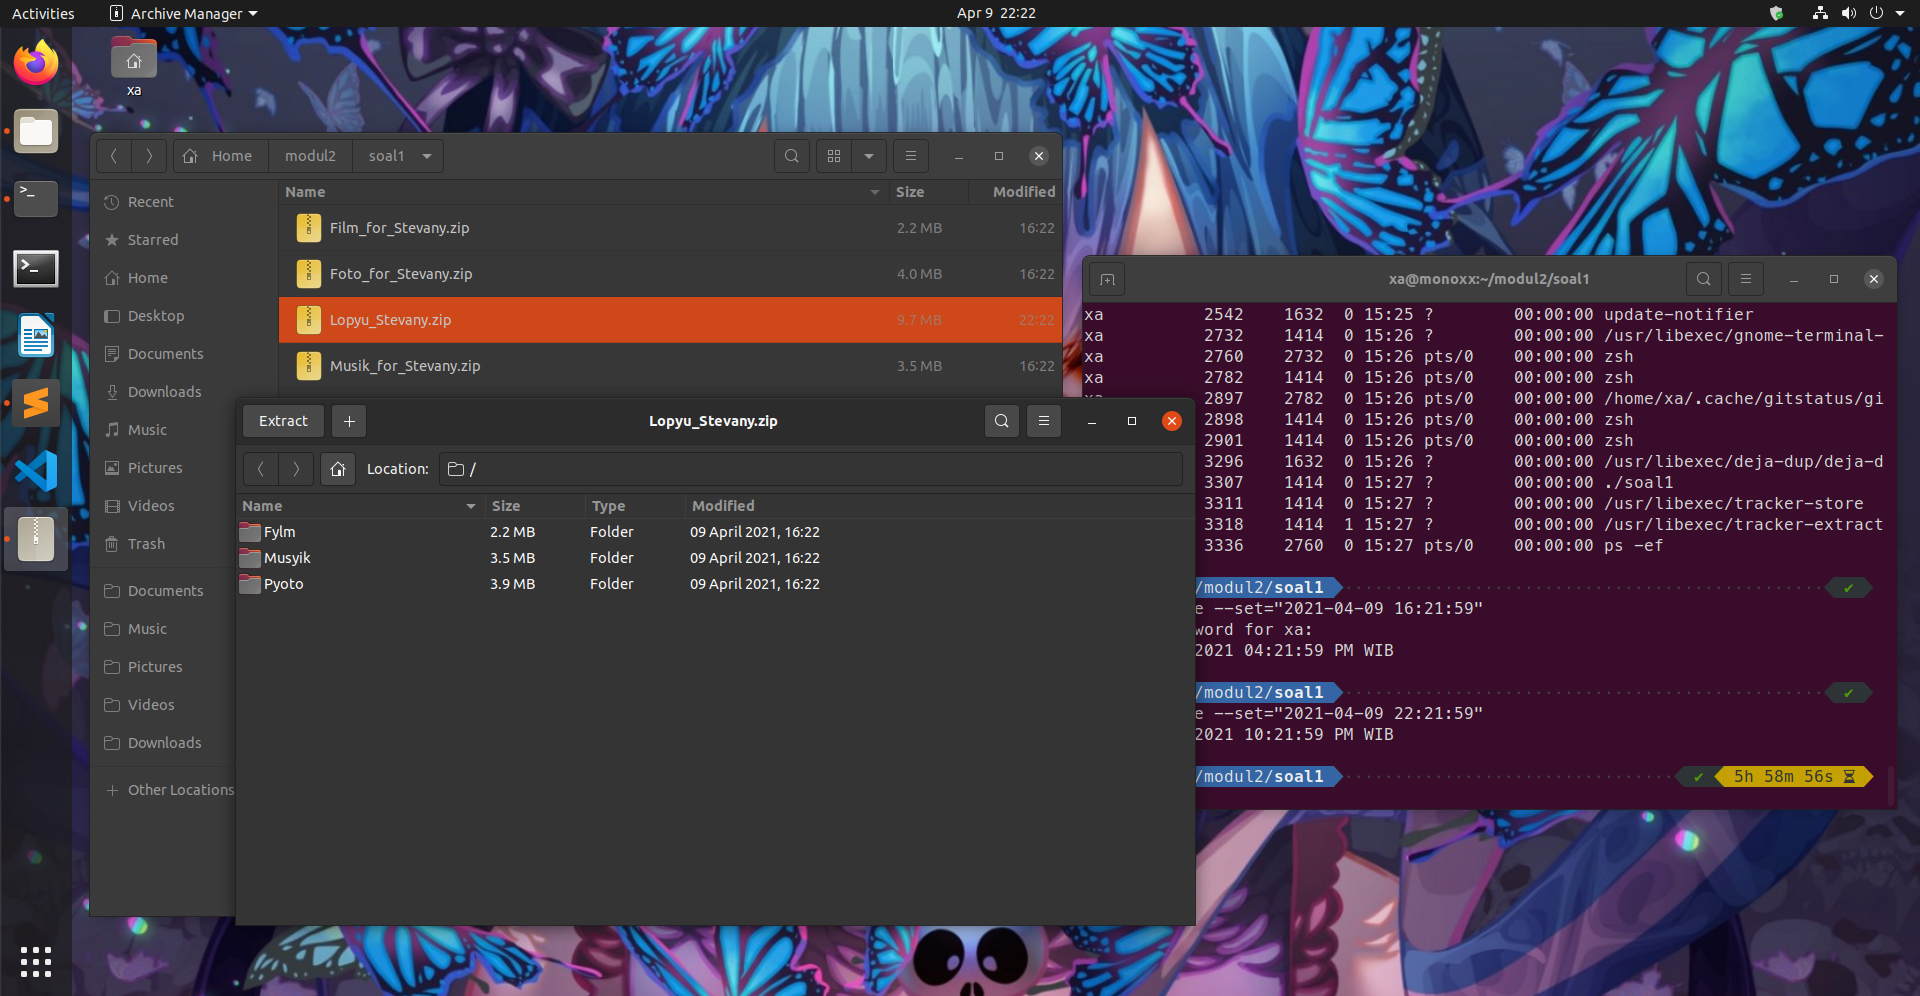 Activities
Archive Manager
Apr 9 22:22
xa
Home
modul2
soal1
Recent
Starred
Home
Desktop
Documents
Downloads
Music
Pictures
Videos
Trash
Documents
Music
Pictures
Videos
Downloads
Other Locations
Name Size Modified
Film_for_Stevany.zip 2.2 MB 16:22
Foto_for_Stevany.zip 4.0 MB 16:22
Lopyu_Stevany.zip 9.7 MB 22:22
Musik_for_Stevany.zip 3.5 MB 16:22
Extract
Lopyu_Stevany.zip
Location: /
Name Size Type Modified
Fylm 2.2 MB Folder 09 April 2021, 16:22
Musyik 3.5 MB Folder 09 April 2021, 16:22
Pyoto 3.9 MB Folder 09 April 2021, 16:22
xa@monoxx:~/modul2/soal1
xa 2542 1632 0 15:25 ? 00:00:00 update-notifier
xa 2732 1414 0 15:26 ? 00:00:00 /usr/libexec/gnome-terminal-
xa 2760 2732 0 15:26 pts/0 00:00:00 zsh
xa 2782 1414 0 15:26 pts/0 00:00:00 zsh
xa 2897 2782 0 15:26 pts/0 00:00:00 /home/xa/.cache/gitstatus/gi
2898 1414 0 15:26 pts/0 00:00:00 zsh
2901 1414 0 15:26 pts/0 00:00:00 zsh
3296 1632 0 15:26 ? 00:00:00 /usr/libexec/deja-dup/deja-d
3307 1414 0 15:27 ? 00:00:00 ./soal1
3311 1414 0 15:27 ? 00:00:00 /usr/libexec/tracker-store
3318 1414 1 15:27 ? 00:00:00 /usr/libexec/tracker-extract
3336 2760 0 15:27 pts/0 00:00:00 ps -ef
/modul2/soal1 ✔
e --set="2021-04-09 16:21:59"
word for xa:
2021 04:21:59 PM WIB
/modul2/soal1 ✔
e --set="2021-04-09 22:21:59"
2021 10:21:59 PM WIB
/modul2/soal1 ✔ 5h 58m 56s